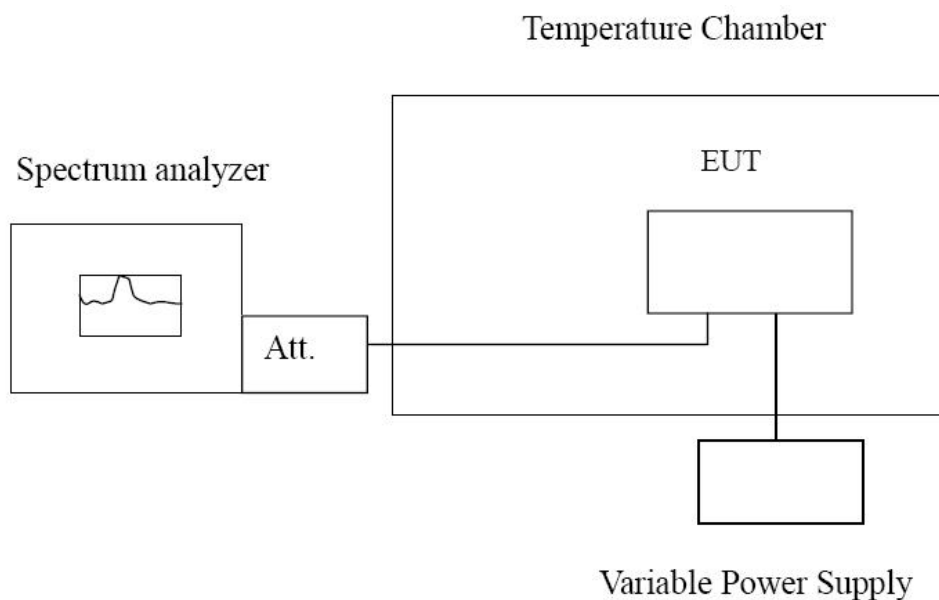 Temperature Chamber
Spectrum analyzer
EUT
Att.
Variable Power Supply